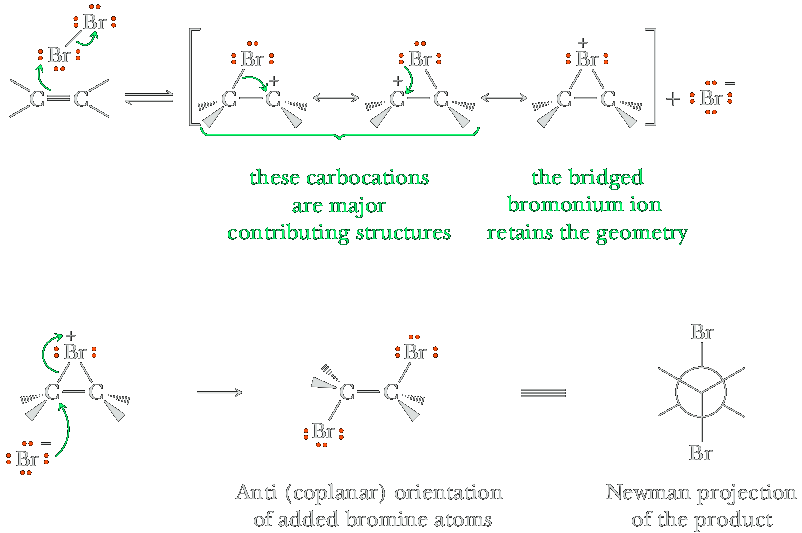 Br
Br
C C
Br
C C
+
+
Br
C C
+
Br
C C
+ Br −
these carbocations
are major
contributing structures
the bridged
bromonium ion
retains the geometry
+
Br
C C
Br −
Br
C C
Br
Br
Br
Anti (coplanar) orientation
of added bromine atoms
Newman projection
of the product